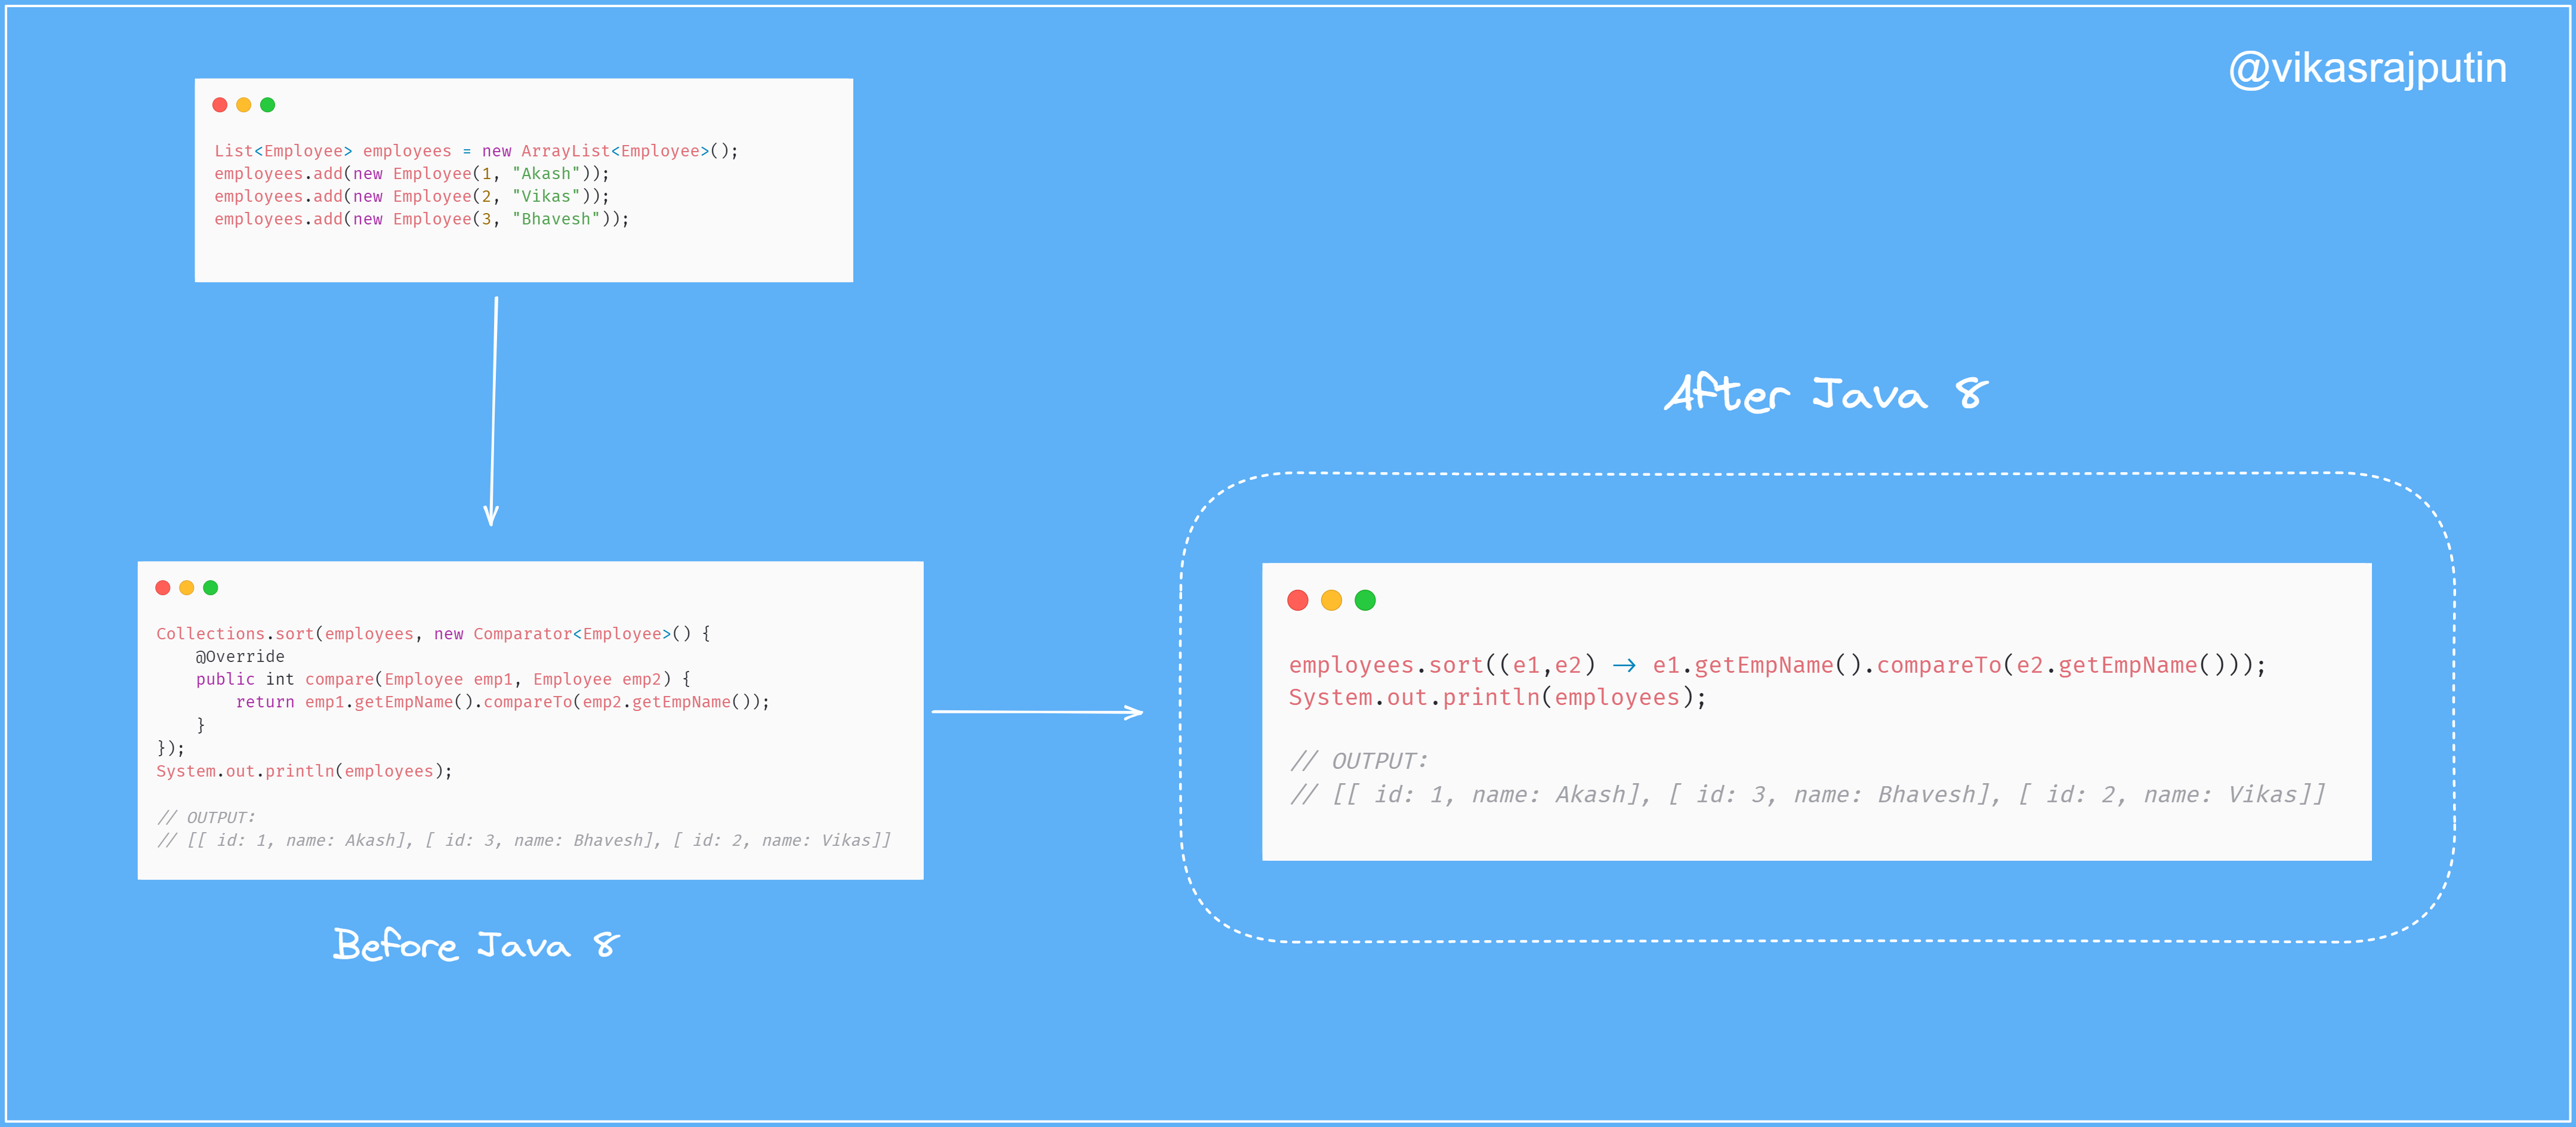 @vikasrajputin
List<Employee> employees = new ArrayList<Employee>();
employees.add(new Employee(1, "Akash"));
employees.add(new Employee(2, "Vikas"));
employees.add(new Employee(3, "Bhavesh"));
Collections.sort(employees, new Comparator<Employee>() {
    @Override
    public int compare(Employee emp1, Employee emp2) {
        return emp1.getEmpName().compareTo(emp2.getEmpName());
    }
});
System.out.println(employees);
// OUTPUT:
// [[ id: 1, name: Akash], [ id: 3, name: Bhavesh], [ id: 2, name: Vikas]]
Before Java 8
After Java 8
employees.sort((e1,e2) → e1.getEmpName().compareTo(e2.getEmpName()));
System.out.println(employees);
// OUTPUT:
// [[ id: 1, name: Akash], [ id: 3, name: Bhavesh], [ id: 2, name: Vikas]]